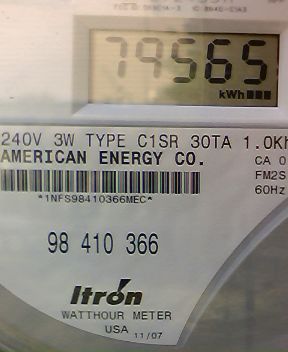 79565
kWh
240V 3W TYPE C1SR 30TA 1.0Kh
AMERICAN ENERGY CO.
CA 0
FM2S
60Hz
*1NFS98410366MEC*
98 410 366
Itron
WATTHOUR METER
USA 11/07